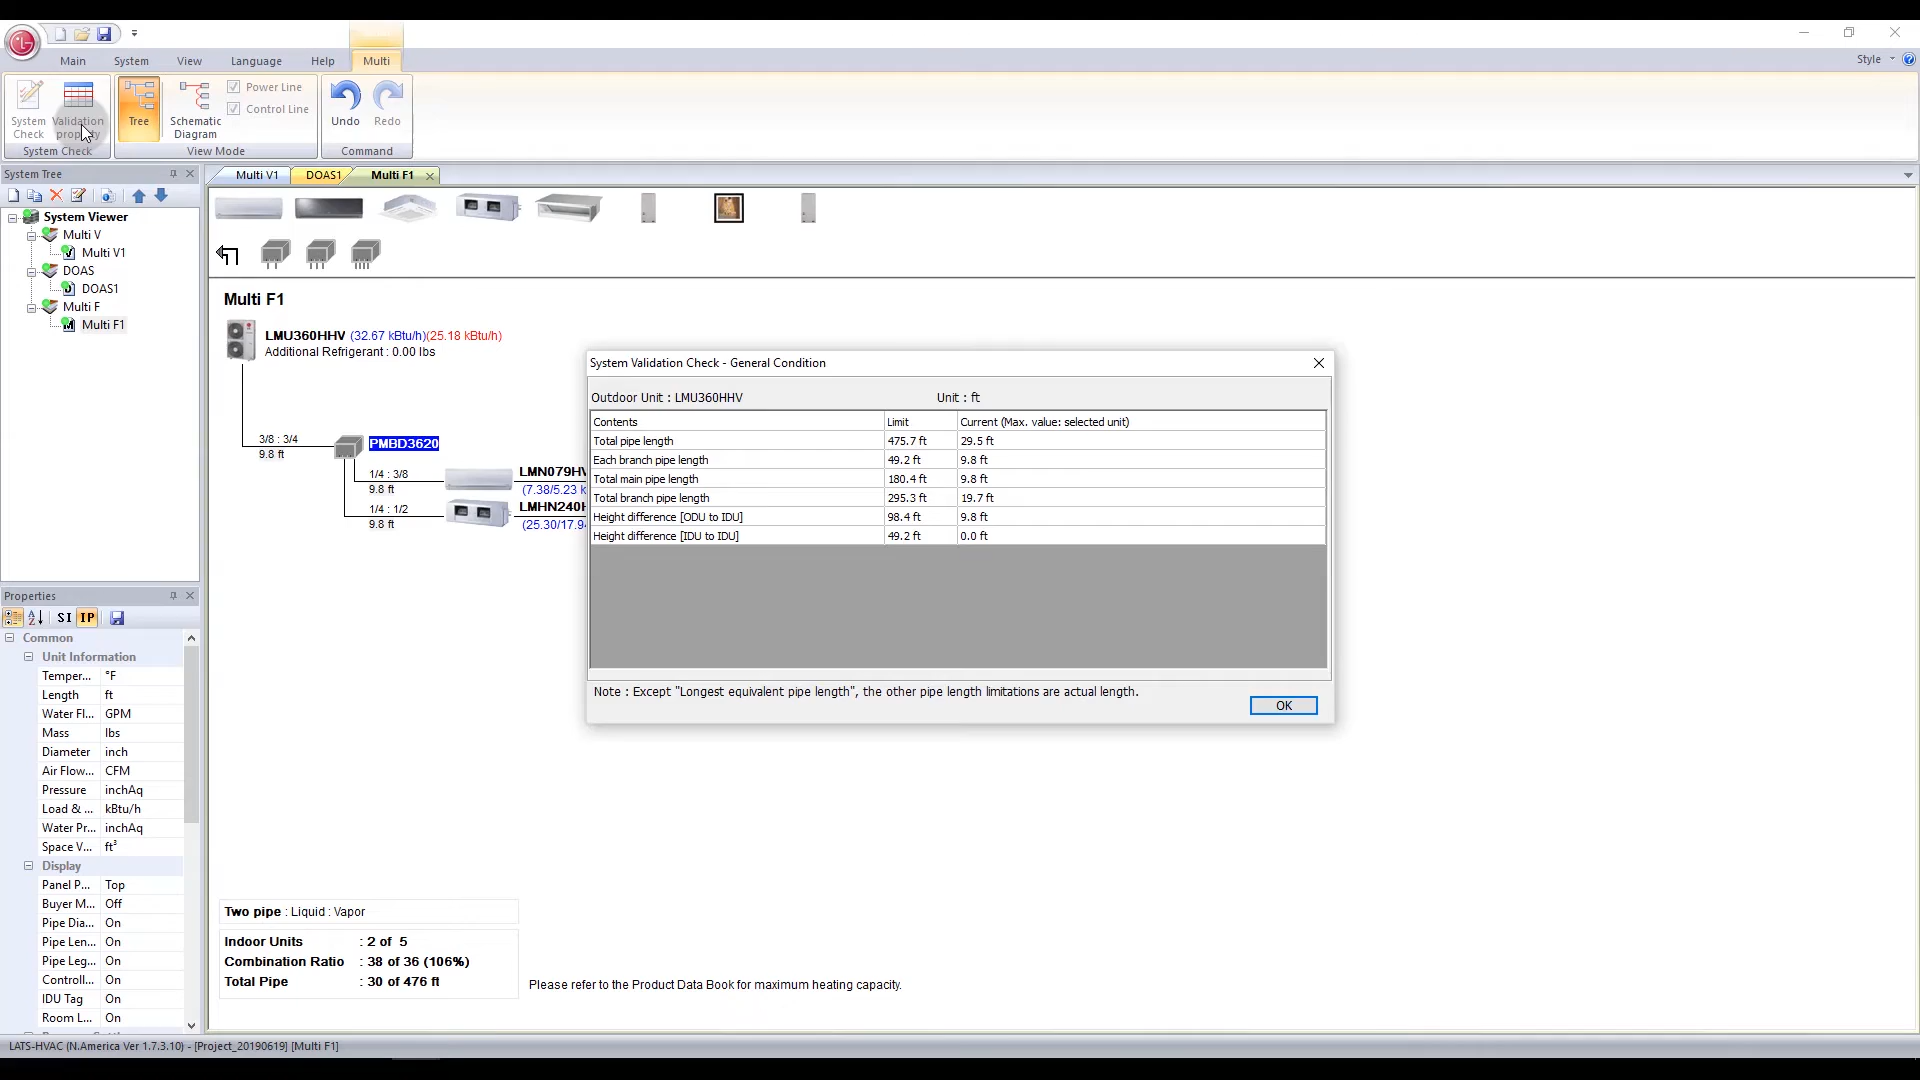 Main System View Language Help Multi Style
System Check
Validation property
Tree
Schematic Diagram
Power Line
Control Line
Undo
Redo
System Check
View Mode
Command
System Tree
Multi V1
DOAS1
Multi F1
System Viewer
Multi V
Multi V1
DOAS
DOAS1
Multi F
Multi F1
Multi F1
LMU360HHV (32.67 kBtu/h)(25.18 kBtu/h)
Additional Refrigerant : 0.00 lbs
3/8 : 3/4
9.8 ft
PMBD3620
1/4 : 3/8
9.8 ft
LMN079HV
(7.38/5.23 k
1/4 : 1/2
9.8 ft
LMHN240H
(25.30/17.94
System Validation Check - General Condition
Outdoor Unit : LMU360HHV Unit : ft
Contents Limit Current (Max. value: selected unit)
Total pipe length 475.7 ft 29.5 ft
Each branch pipe length 49.2 ft 9.8 ft
Total main pipe length 180.4 ft 9.8 ft
Total branch pipe length 295.3 ft 19.7 ft
Height difference [ODU to IDU] 98.4 ft 9.8 ft
Height difference [IDU to IDU] 49.2 ft 0.0 ft
Note : Except "Longest equivalent pipe length", the other pipe length limitations are actual length.
OK
Properties
SI IP
Common
Unit Information
Temper... °F
Length ft
Water Fl... GPM
Mass lbs
Diameter inch
Air Flow... CFM
Pressure inchAq
Load & ... kBtu/h
Water Pr... inchAq
Space V... ft³
Display
Panel P... Top
Buyer M... Off
Pipe Dia... On
Pipe Len... On
Pipe Leg... On
Controll... On
IDU Tag On
Room L... On
Two pipe : Liquid : Vapor
Indoor Units : 2 of 5
Combination Ratio : 38 of 36 (106%)
Total Pipe : 30 of 476 ft
Please refer to the Product Data Book for maximum heating capacity.
LATS-HVAC (N.America Ver 1.7.3.10) - [Project_20190619] [Multi F1]